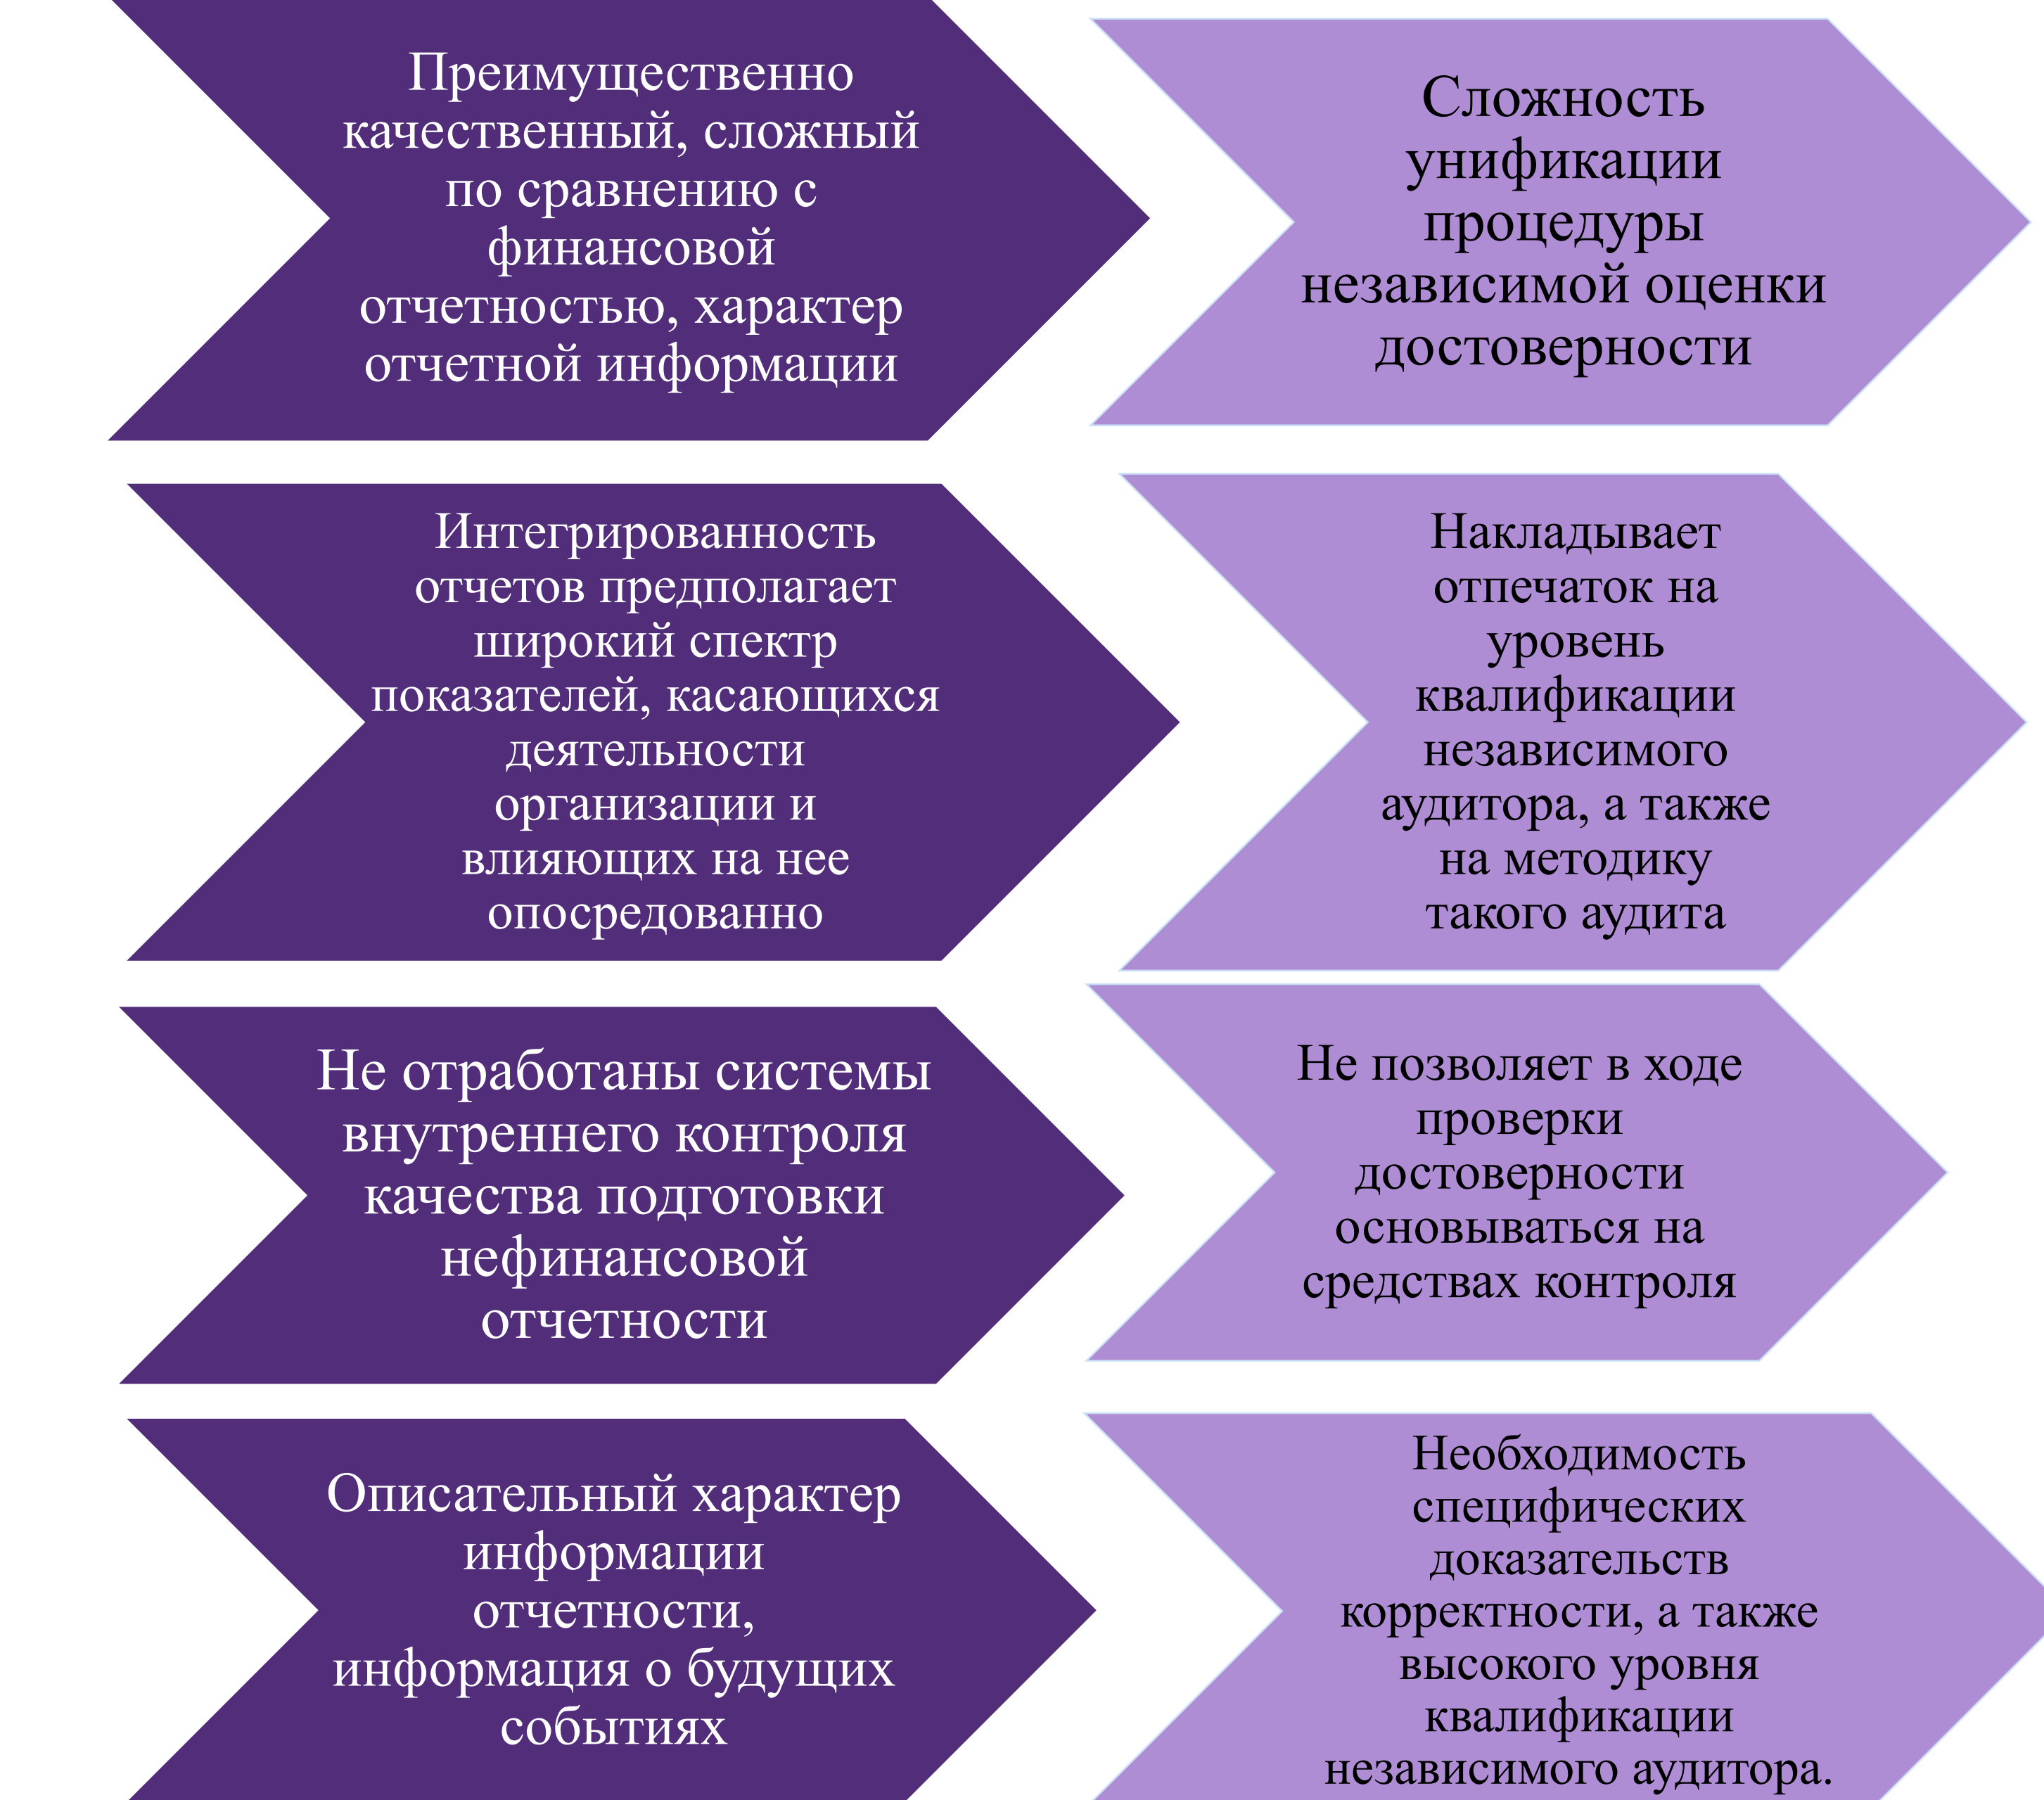 Преимущественно
качественный, сложный
по сравнению с
финансовой
отчетностью, характер
отчетной информации
Сложность
унификации
процедуры
независимой оценки
достоверности
Интегрированность
отчетов предполагает
широкий спектр
показателей, касающихся
деятельности
организации и
влияющих на нее
опосредованно
Накладывает
отпечаток на
уровень
квалификации
независимого
аудитора, а также
на методику
такого аудита
Не отработаны системы
внутреннего контроля
качества подготовки
нефинансовой
отчетности
Не позволяет в ходе
проверки
достоверности
основываться на
средствах контроля
Описательный характер
информации
отчетности,
информация о будущих
событиях
Необходимость
специфических
доказательств
корректности, а также
высокого уровня
квалификации
независимого аудитора.